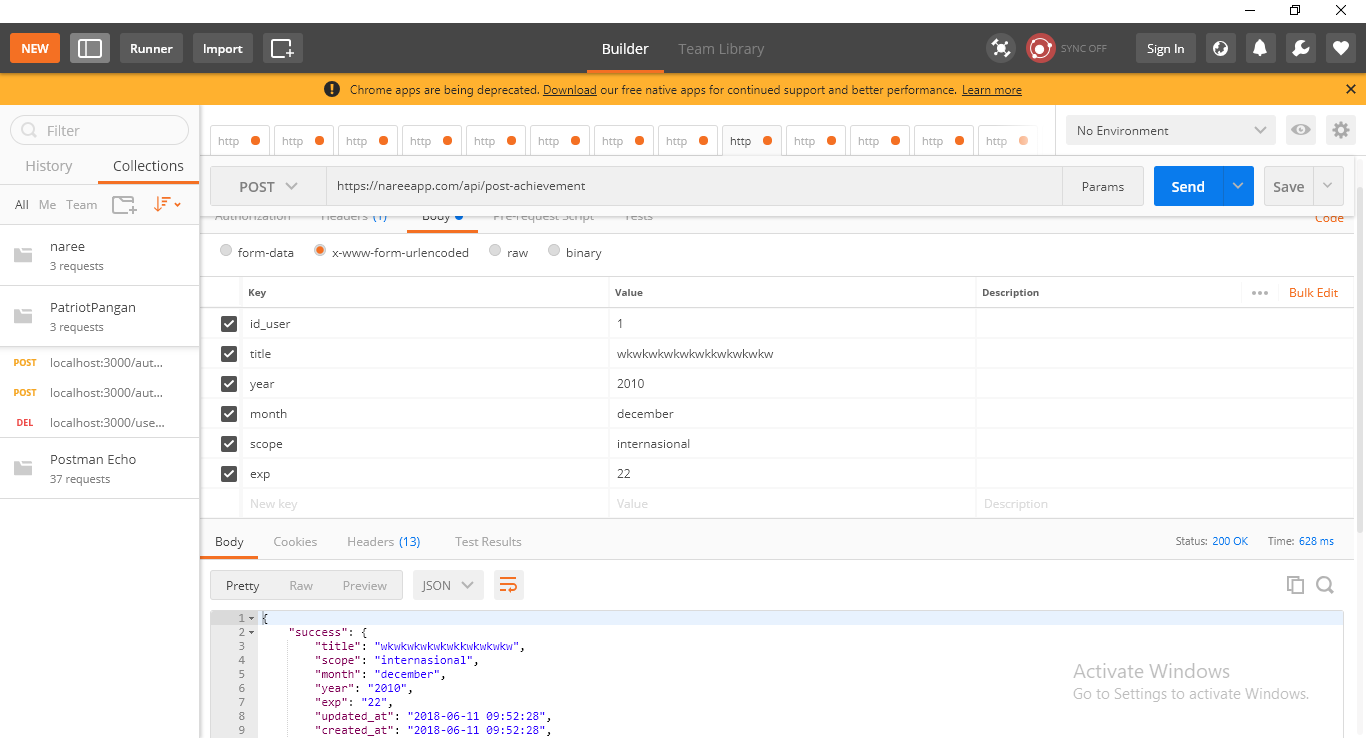 NEW Runner Import Builder Team Library SYNC OFF Sign In
Chrome apps are being deprecated. Download our free native apps for continued support and better performance. Learn more
Filter
History Collections
All Me Team
naree
3 requests
PatriotPangan
3 requests
POST localhost:3000/aut...
POST localhost:3000/aut...
DEL localhost:3000/use...
Postman Echo
37 requests
http http http http http http http http http http http http http
No Environment
POST https://nareeapp.com/api/post-achievement Params Send Save
Authorization Headers (1) Body Pre-request Script Tests Code
form-data x-www-form-urlencoded raw binary
Key Value Description Bulk Edit
id_user 1
title wkwkwkwkwkwkkwkwkwkw
year 2010
month december
scope internasional
exp 22
New key Value Description
Body Cookies Headers (13) Test Results Status: 200 OK Time: 628 ms
Pretty Raw Preview JSON
1 {
2 "success": {
3 "title": "wkwkwkwkwkwkkwkwkwkw",
4 "scope": "internasional",
5 "month": "december",
6 "year": "2010",
7 "exp": "22",
8 "updated_at": "2018-06-11 09:52:28",
9 "created_at": "2018-06-11 09:52:28",
Activate Windows
Go to Settings to activate Windows.